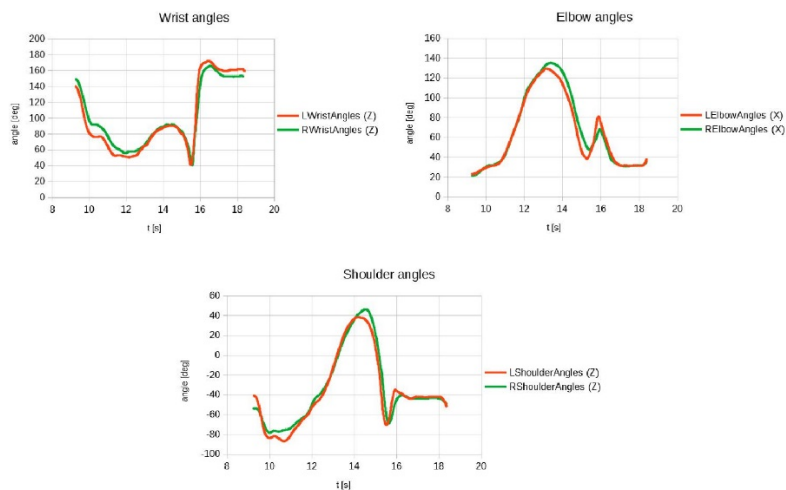 Wrist angles
200
180
160
140
120
100
80
60
40
20
0
angle [deg]
8 10 12 14 16 18 20
t [s]
LWristAngles (Z)
RWristAngles (Z)
Elbow angles
160
140
120
100
80
60
40
20
0
angle [deg]
8 10 12 14 16 18 20
t [s]
LElbowAngles (X)
RElbowAngles (X)
Shoulder angles
60
40
20
0
-20
-40
-60
-80
-100
angle [deg]
8 10 12 14 16 18 20
t [s]
LShoulderAngles (Z)
RShoulderAngles (Z)